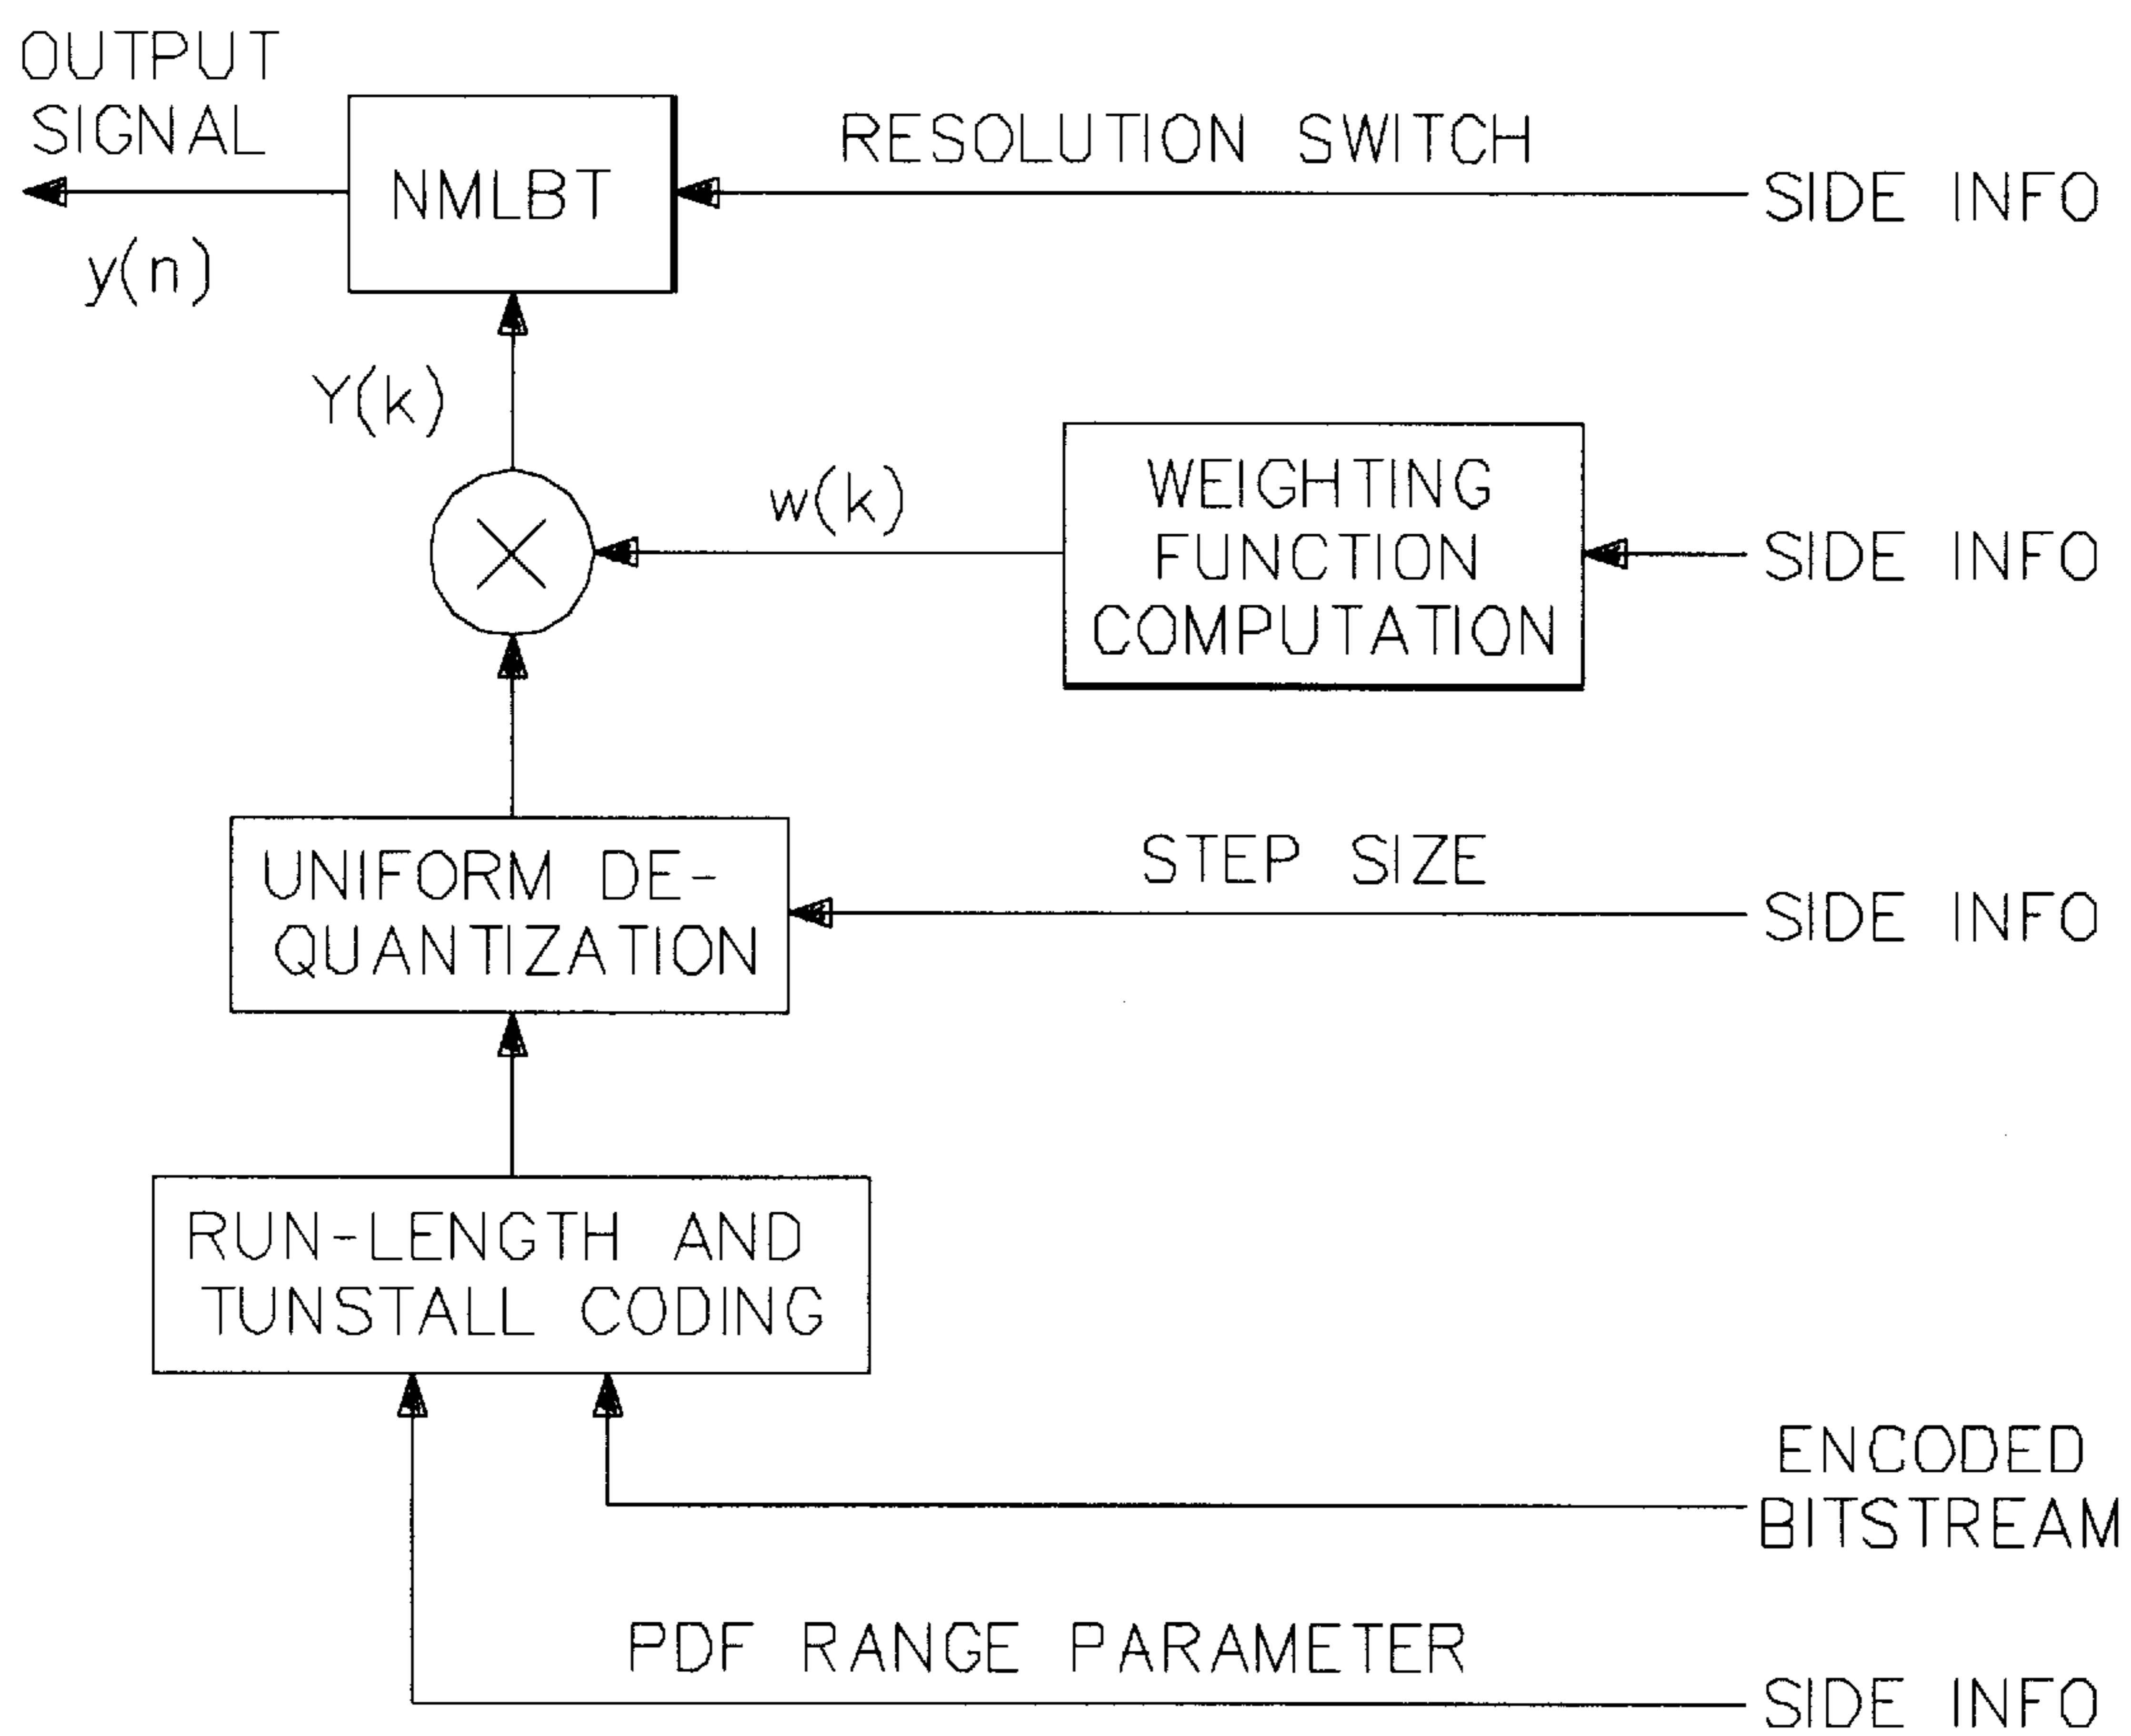 OUTPUT
SIGNAL
y(n)
NMLBT
RESOLUTION SWITCH
SIDE INFO
Y(k)
w(k)
WEIGHTING
FUNCTION
COMPUTATION
SIDE INFO
UNIFORM DE-
QUANTIZATION
STEP SIZE
SIDE INFO
RUN-LENGTH AND
TUNSTALL CODING
ENCODED
BITSTREAM
PDF RANGE PARAMETER
SIDE INFO